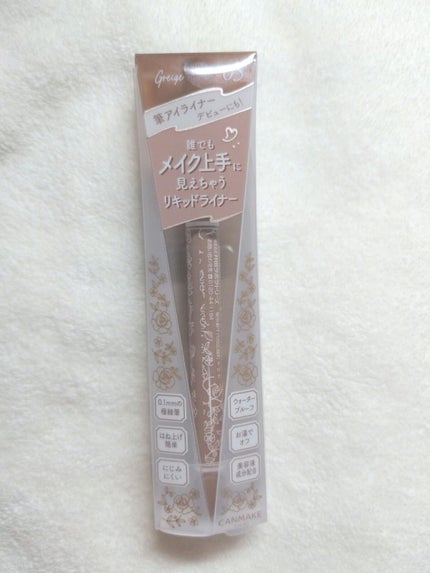 Greige
03
筆アイライナー
デビューにも!
誰でも
メイク上手に
見えちゃう
リキッドライナー
0.1mmの
極細筆
ウォーター
プルーフ
はね上げ
簡単
お湯で
オフ
にじみ
にくい
美容液
成分配合
CANMAKE